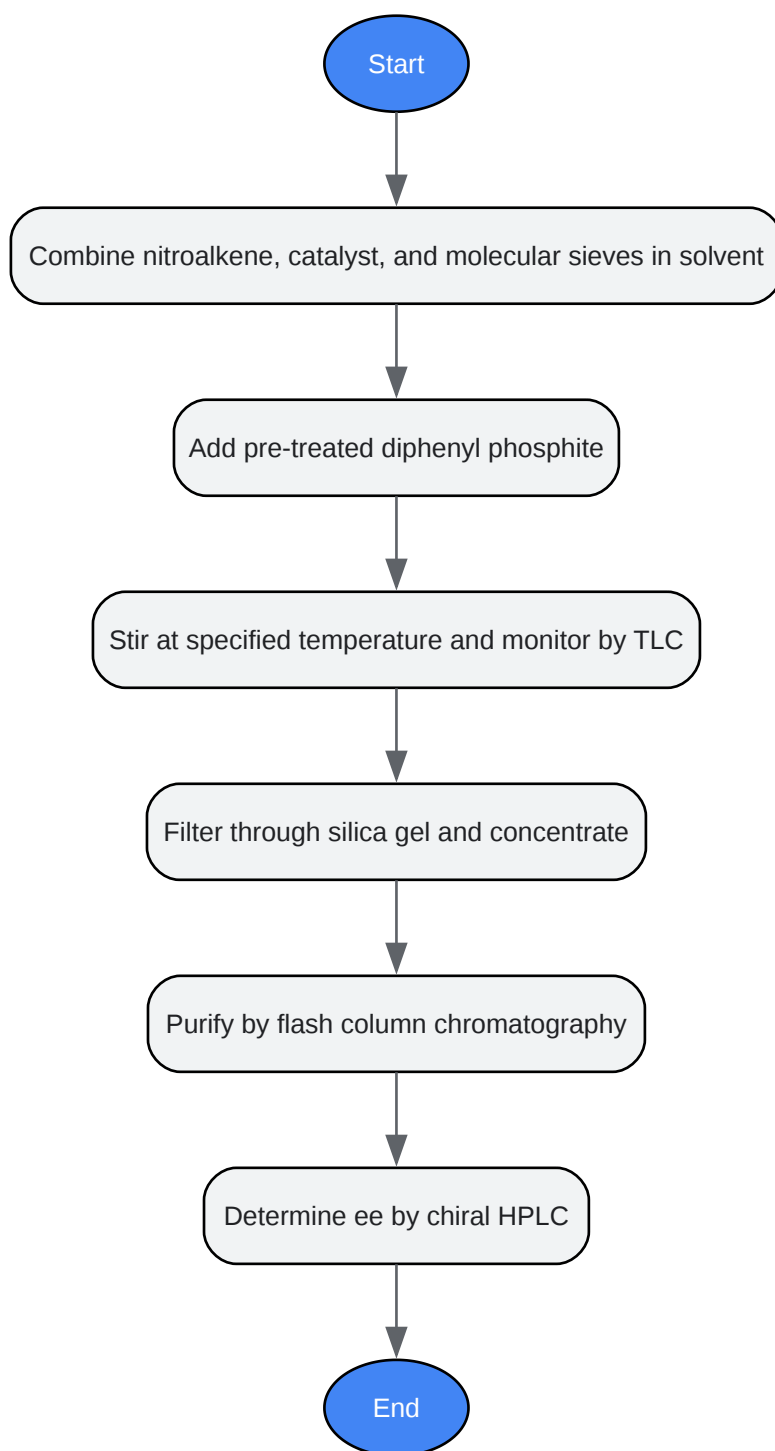 Start
Combine nitroalkene, catalyst, and molecular sieves in solvent
Add pre-treated diphenyl phosphite
Stir at specified temperature and monitor by TLC
Filter through silica gel and concentrate
Purify by flash column chromatography
Determine ee by chiral HPLC
End